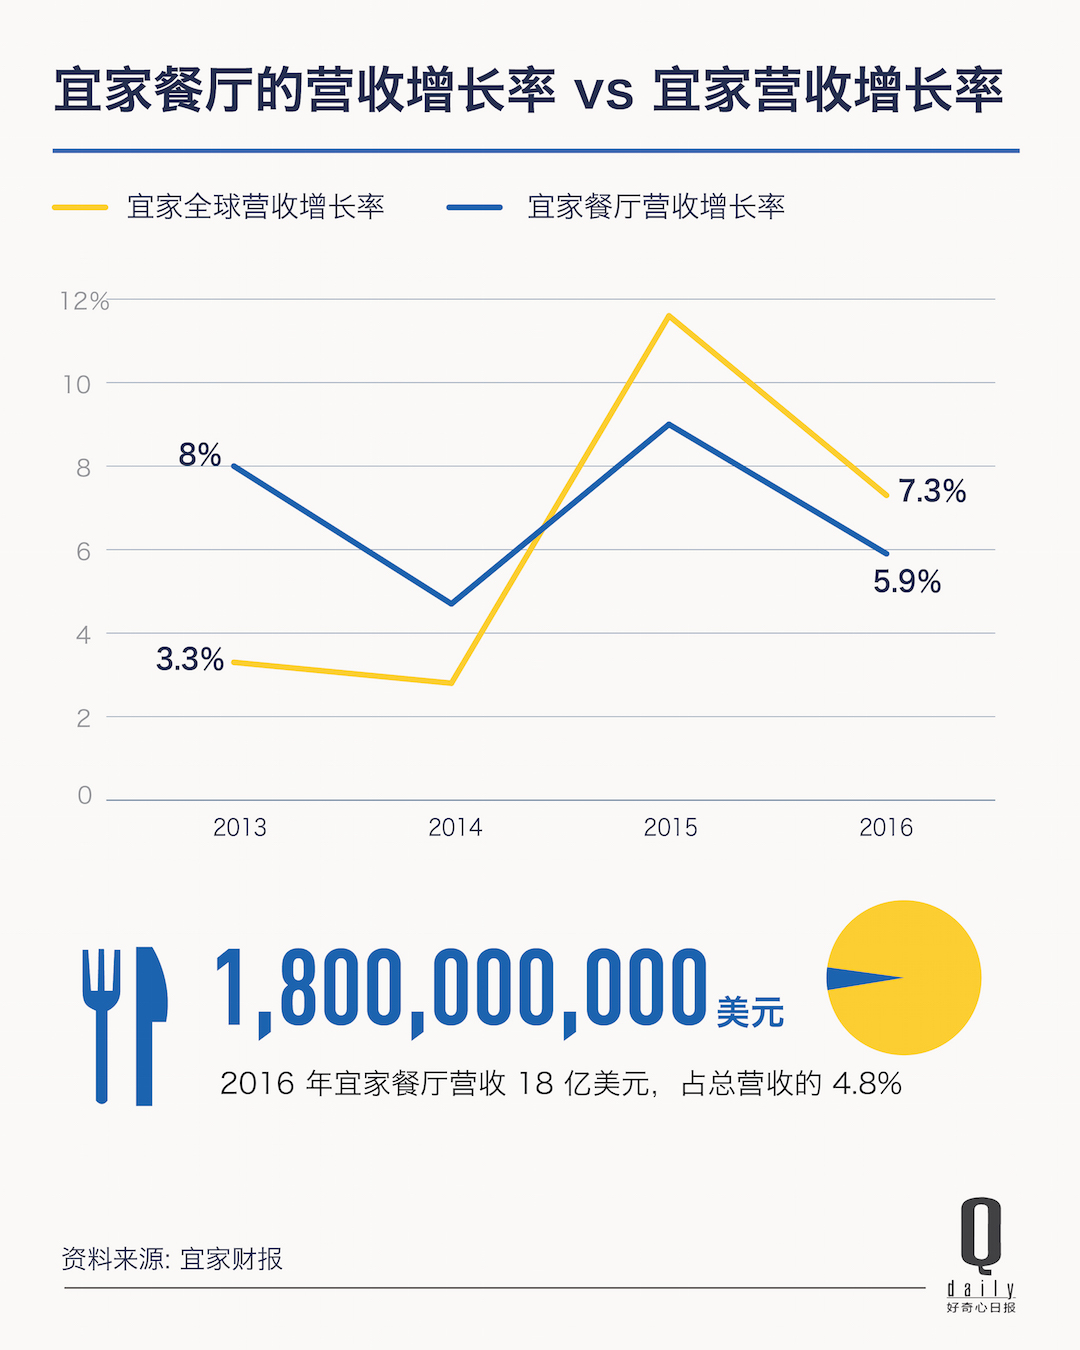 宜家餐厅的营收增长率 vs 宜家营收增长率
宜家全球营收增长率 宜家餐厅营收增长率
12%
10
8
8%
7.3%
6
5.9%
4
3.3%
2
0
2013 2014 2015 2016
1,800,000,000 美元
2016 年宜家餐厅营收 18 亿美元，占总营收的 4.8%
资料来源: 宜家财报
Q
daily
好奇心日报